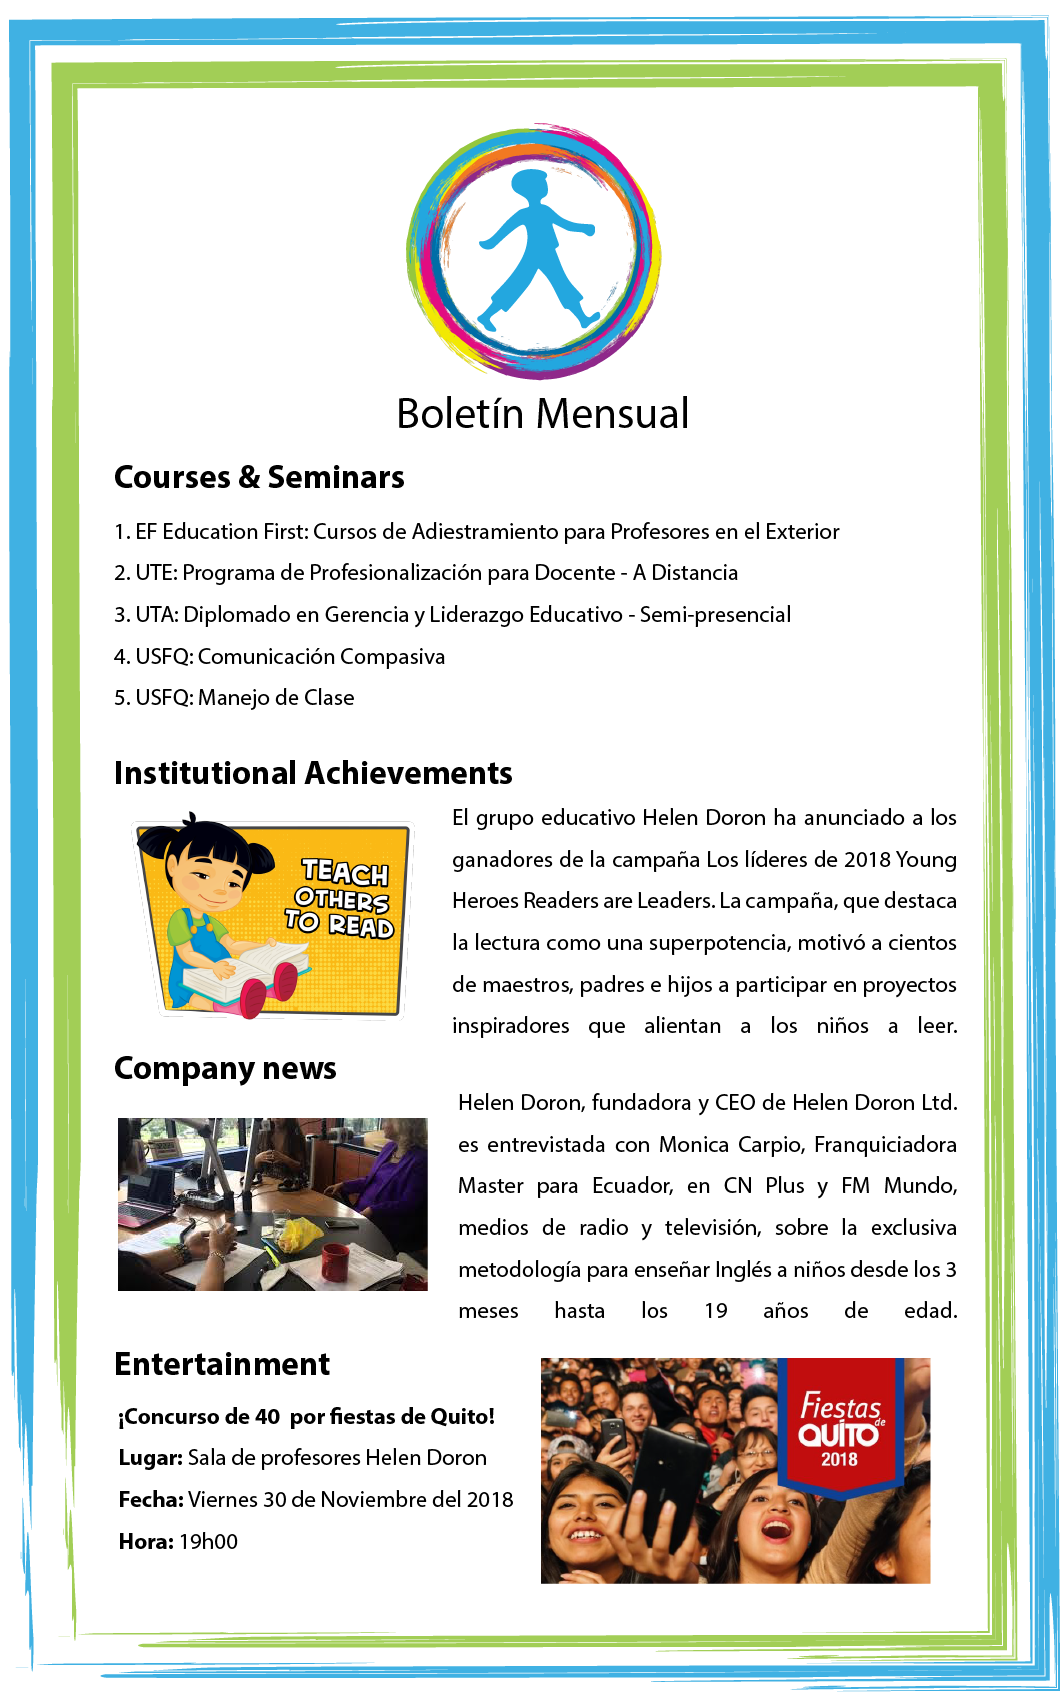 Boletín Mensual
Courses & Seminars
1. EF Education First: Cursos de Adiestramiento para Profesores en el Exterior
2. UTE: Programa de Profesionalización para Docente - A Distancia
3. UTA: Diplomado en Gerencia y Liderazgo Educativo - Semi-presencial
4. USFQ: Comunicación Compasiva
5. USFQ: Manejo de Clase
Institutional Achievements
TEACH
OTHERS
TO READ
El grupo educativo Helen Doron ha anunciado a los
ganadores de la campaña Los líderes de 2018 Young
Heroes Readers are Leaders. La campaña, que destaca
la lectura como una superpotencia, motivó a cientos
de maestros, padres e hijos a participar en proyectos
inspiradores que alientan a los niños a leer.
Company news
Helen Doron, fundadora y CEO de Helen Doron Ltd.
es entrevistada con Monica Carpio, Franquiciadora
Master para Ecuador, en CN Plus y FM Mundo,
medios de radio y televisión, sobre la exclusiva
metodología para enseñar Inglés a niños desde los 3
meses hasta los 19 años de edad.
Entertainment
¡Concurso de 40 por fiestas de Quito!
Lugar: Sala de profesores Helen Doron
Fecha: Viernes 30 de Noviembre del 2018
Hora: 19h00
Fiestas
de
QUITO
2018